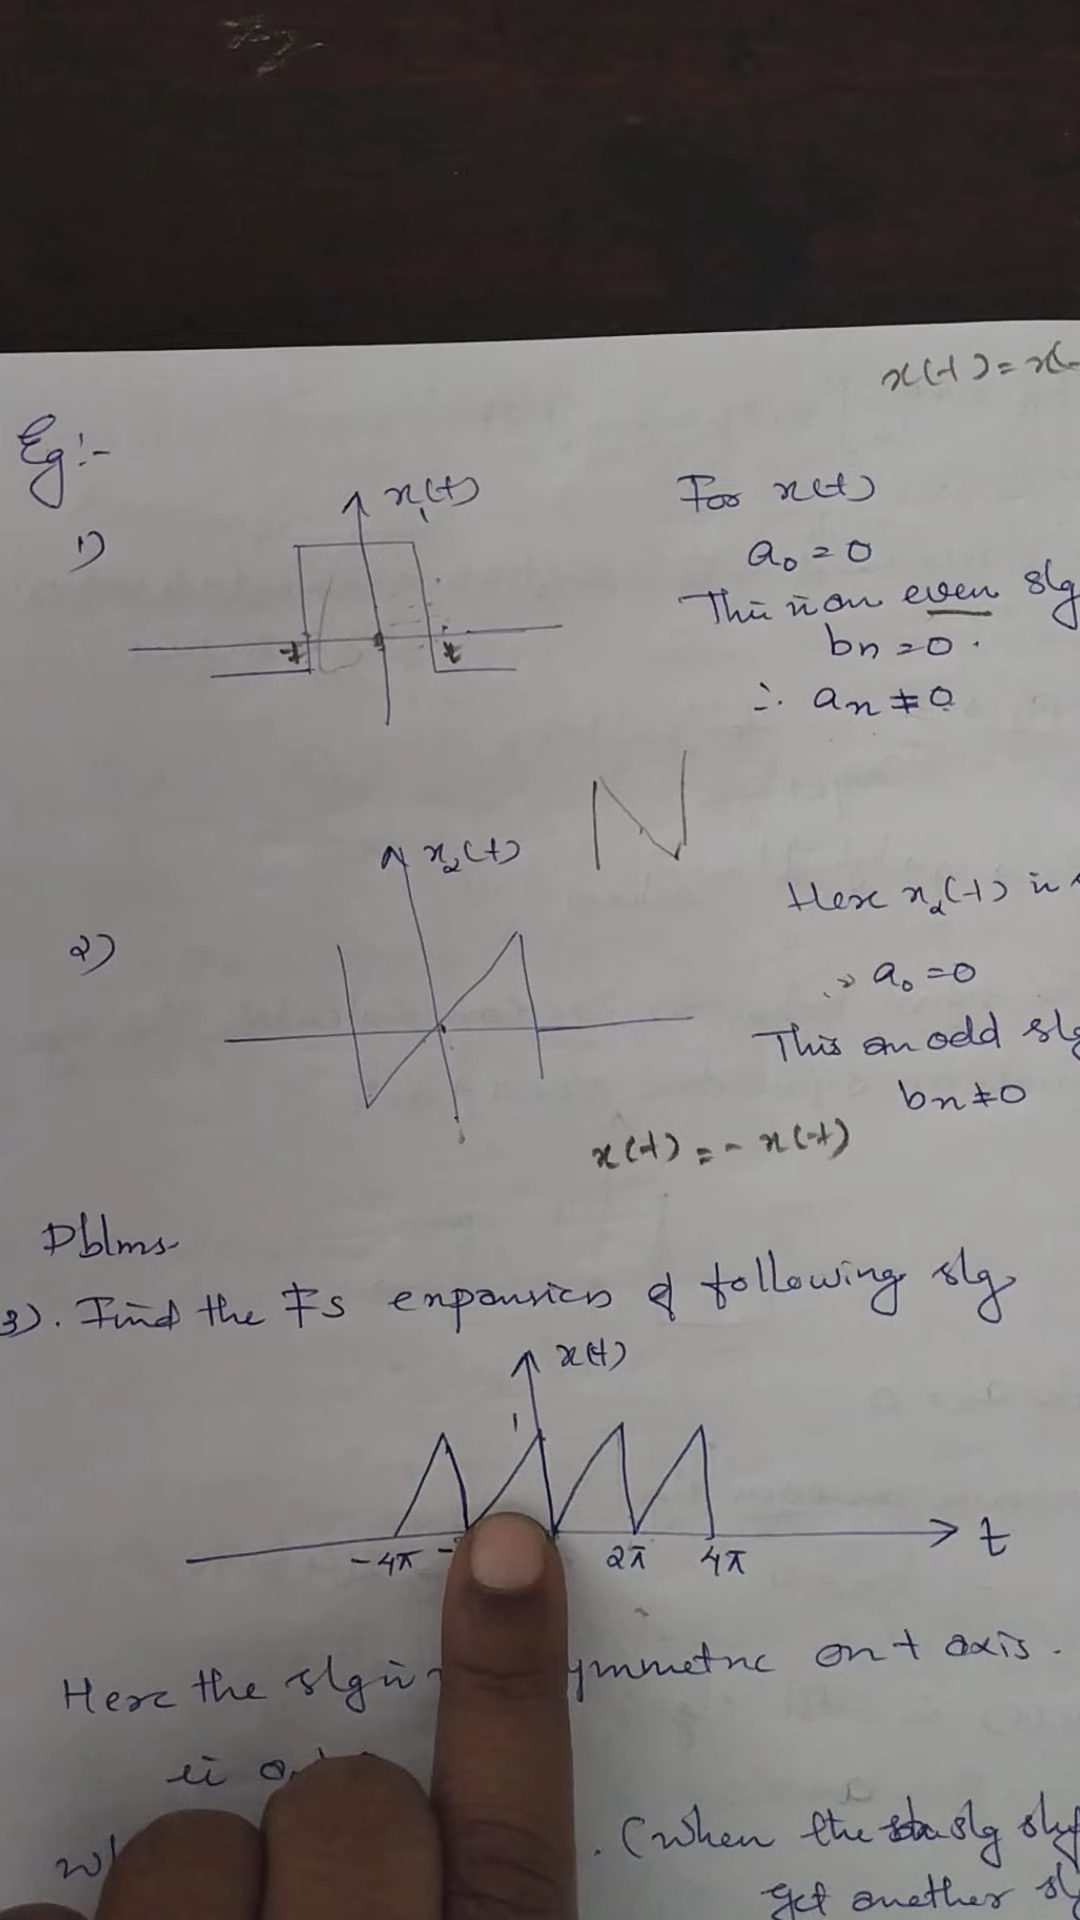 x(t) = x(-
Eg:-
1)
x₁(t)
For x(t)
a₀ = 0
This is an even slg
bn = 0.
∴ an ≠ 0
-t
t
x₂(t)
2)
Here x₂(t) is
∴ a₀ = 0
This an odd slg
bn ≠ 0
x(t) = - x(-t)
Pblms
3). Find the FS expansion of following slg
x(t)
1
-4π - 2π 4π
t
Here the slg is symmetric on t axis.
ie
. (when the slg
get another